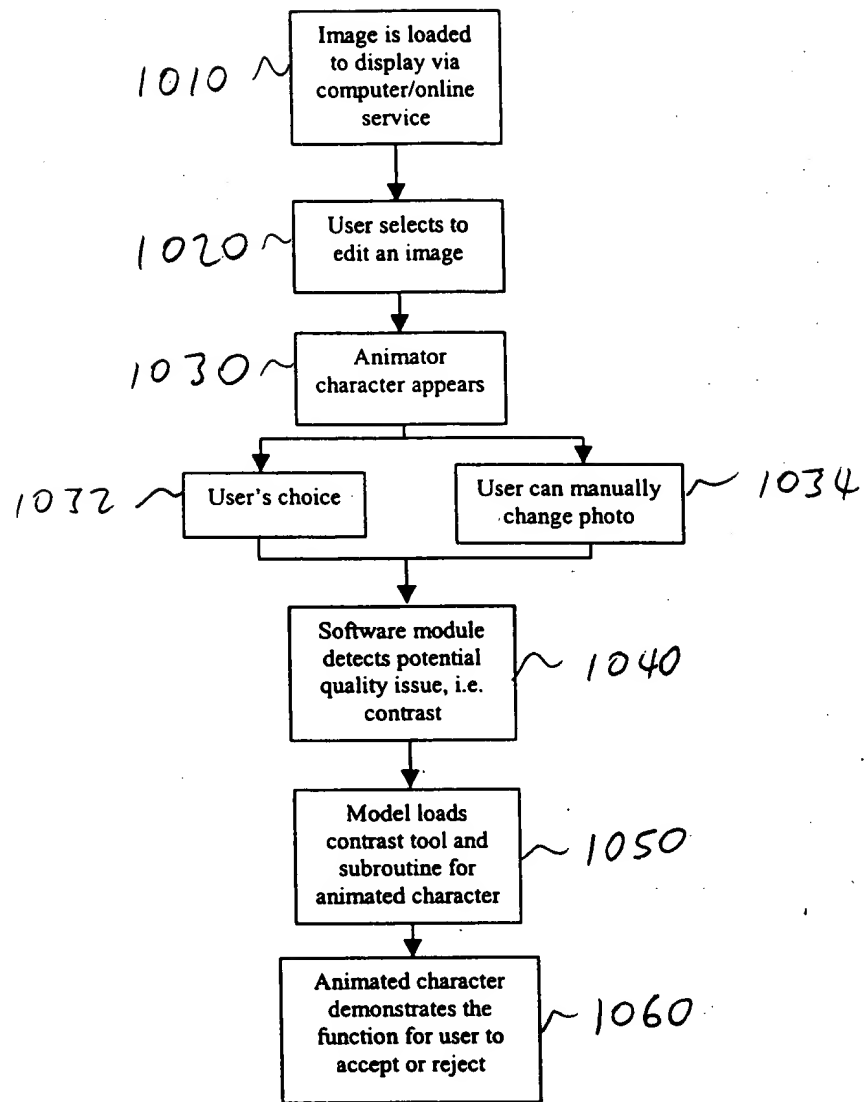 Image is loaded
to display via
computer/online
service
1010
User selects to
edit an image
1020
Animator
character appears
1030
User's choice
1032
User can manually
change photo
1034
Software module
detects potential
quality issue, i.e.
contrast
1040
Model loads
contrast tool and
subroutine for
animated character
1050
Animated character
demonstrates the
function for user to
accept or reject
1060